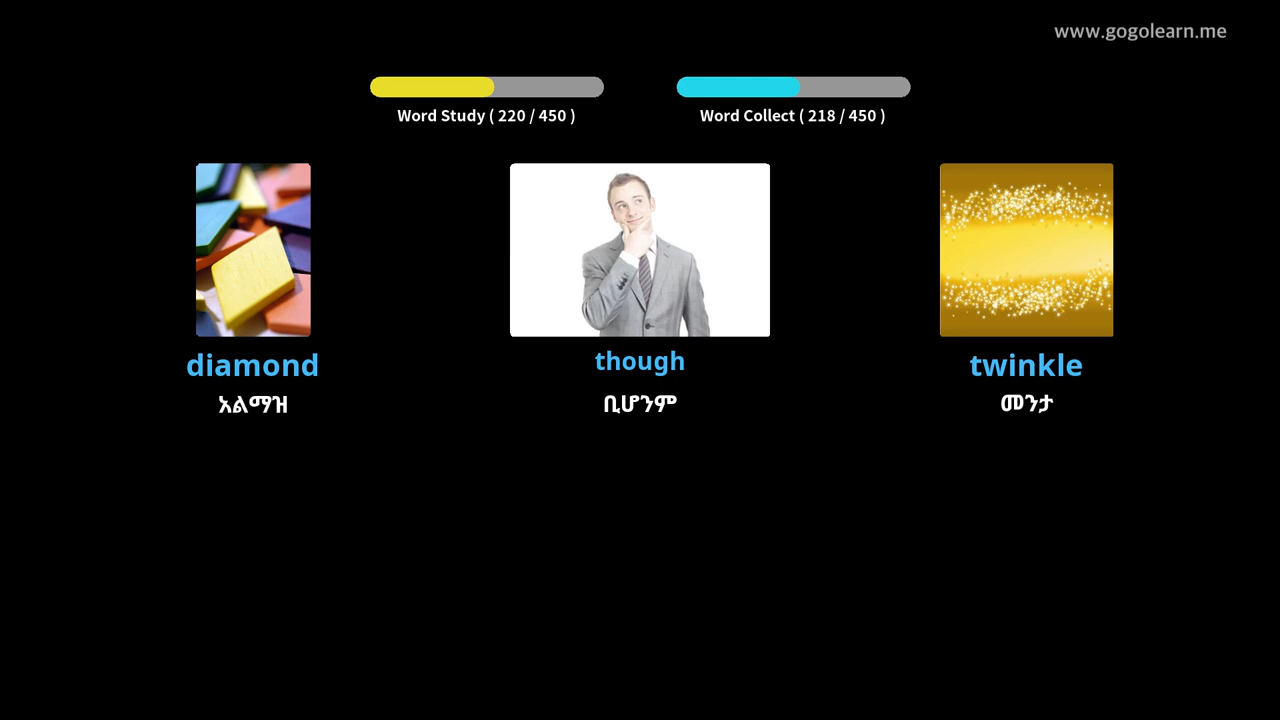 www.gogolearn.me
Word Study ( 220 / 450 )
Word Collect ( 218 / 450 )
diamond
አልማዝ
though
ቢሆንም
twinkle
መንታ